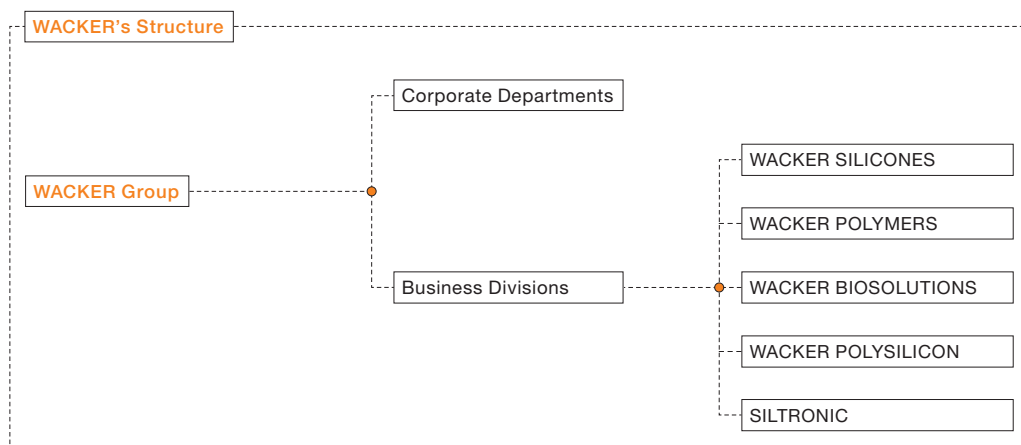 WACKER’s Structure
Corporate Departments
WACKER Group
Business Divisions
WACKER SILICONES
WACKER POLYMERS
WACKER BIOSOLUTIONS
WACKER POLYSILICON
SILTRONIC